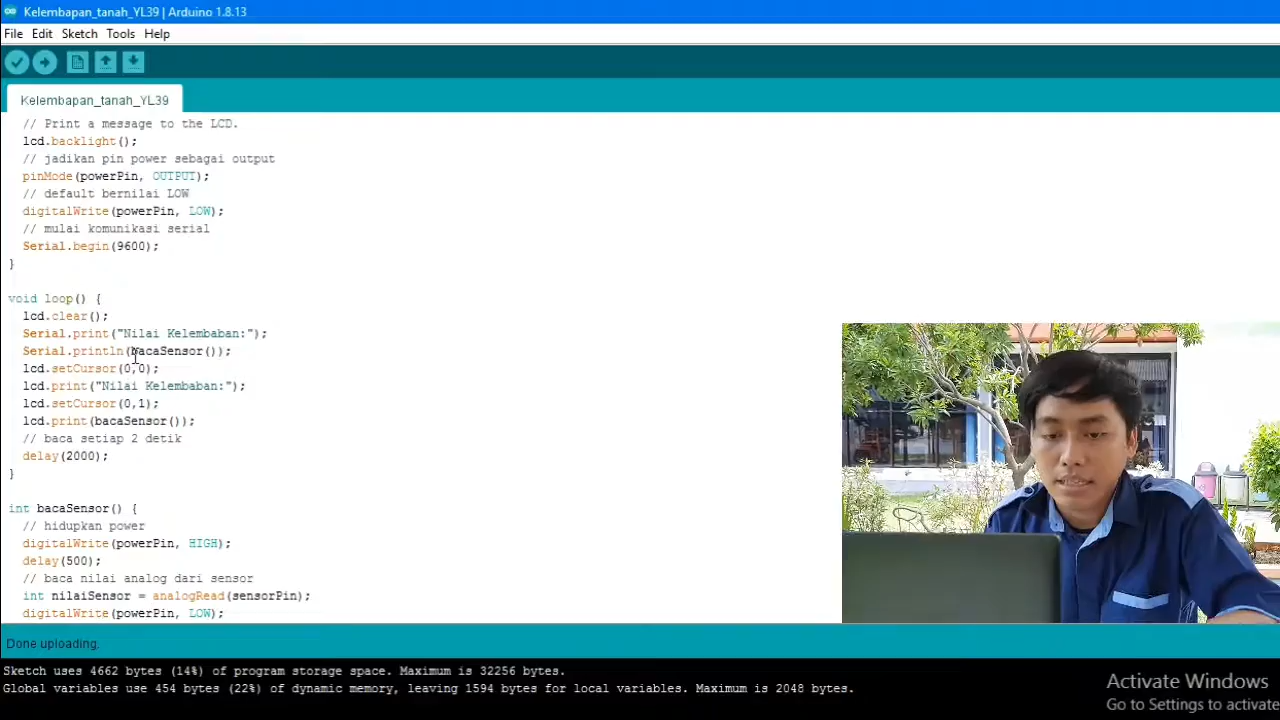 Kelembapan_tanah_YL39 | Arduino 1.8.13
File Edit Sketch Tools Help
Kelembapan_tanah_YL39
// Print a message to the LCD.
lcd.backlight();
// jadikan pin power sebagai output
pinMode(powerPin, OUTPUT);
// default bernilai LOW
digitalWrite(powerPin, LOW);
// mulai komunikasi serial
Serial.begin(9600);
}
void loop() {
lcd.clear();
Serial.print("Nilai Kelembaban:");
Serial.println(bacaSensor());
lcd.setCursor(0,0);
lcd.print("Nilai Kelembaban:");
lcd.setCursor(0,1);
lcd.print(bacaSensor());
// baca setiap 2 detik
delay(2000);
}
int bacaSensor() {
// hidupkan power
digitalWrite(powerPin, HIGH);
delay(500);
// baca nilai analog dari sensor
int nilaiSensor = analogRead(sensorPin);
digitalWrite(powerPin, LOW);
Done uploading.
Sketch uses 4662 bytes (14%) of program storage space. Maximum is 32256 bytes.
Global variables use 454 bytes (22%) of dynamic memory, leaving 1594 bytes for local variables. Maximum is 2048 bytes.
Activate Windows
Go to Settings to activate